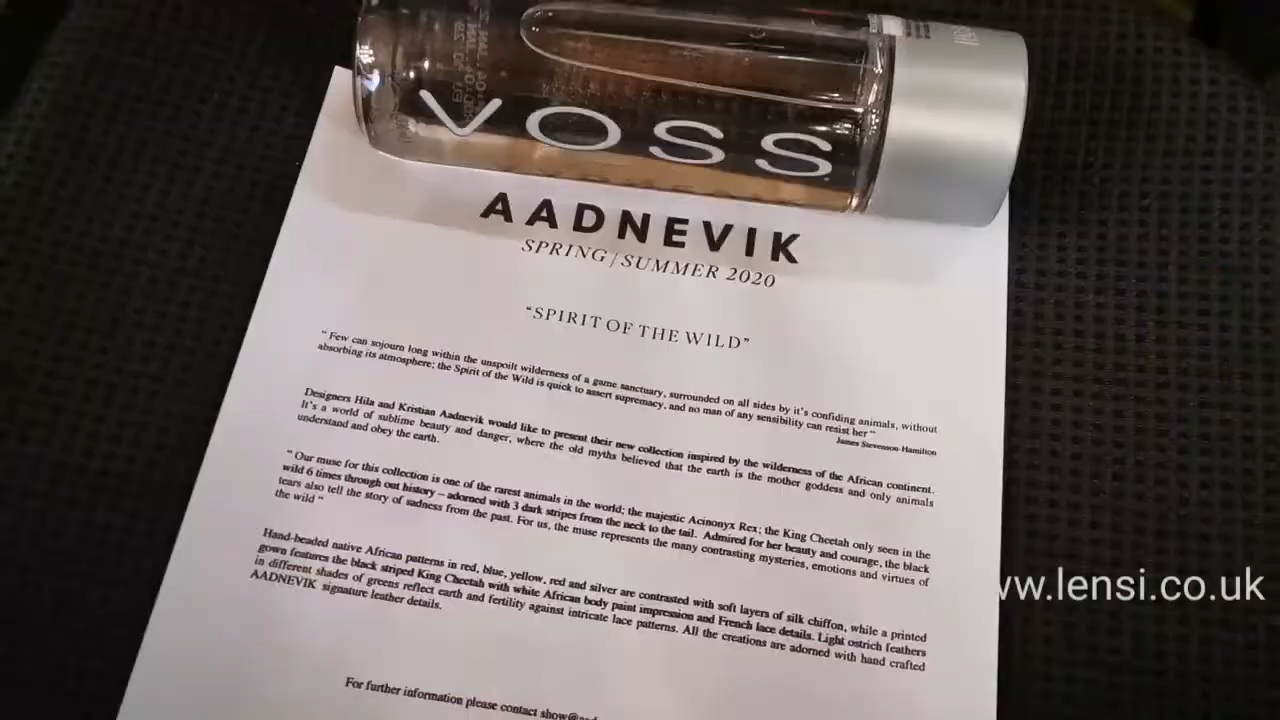 VOSS
AADNEVIK
SPRING/SUMMER 2020
"SPIRIT OF THE WILD"
" Few can sojourn long within the unspoilt wilderness of a game sanctuary, surrounded on all sides by it's confiding animals, without
absorbing its atmosphere; the Spirit of the Wild is quick to assert supremacy, and no man of any sensibility can resist her "
James Stevenson-Hamilton
Designers Hila and Kristian Aadnevik would like to present their new collection inspired by the wilderness of the African continent.
It's a world of sublime beauty and danger, where the old myths believed that the earth is the mother goddess and only animals
understand and obey the earth.
" Our muse for this collection is one of the rarest animals in the world; the majestic Acinonyx Rex; the King Cheetah only seen in the
wild 6 times through out history – adorned with 3 dark stripes from the neck to the tail. Admired for her beauty and courage, the black
tears also tell the story of sadness from the past. For us, the muse represents the many contrasting mysteries, emotions and virtues of
the wild "
Hand-beaded native African patterns in red, blue, yellow, red and silver are contrasted with soft layers of silk chiffon, while a printed
gown features the black striped King Cheetah with white African body paint impression and French lace details. Light ostrich feathers
in different shades of greens reflect earth and fertility against intricate lace patterns. All the creations are adorned with hand crafted
AADNEVIK signature leather details.
For further information please contact show@aad
ww.lensi.co.uk